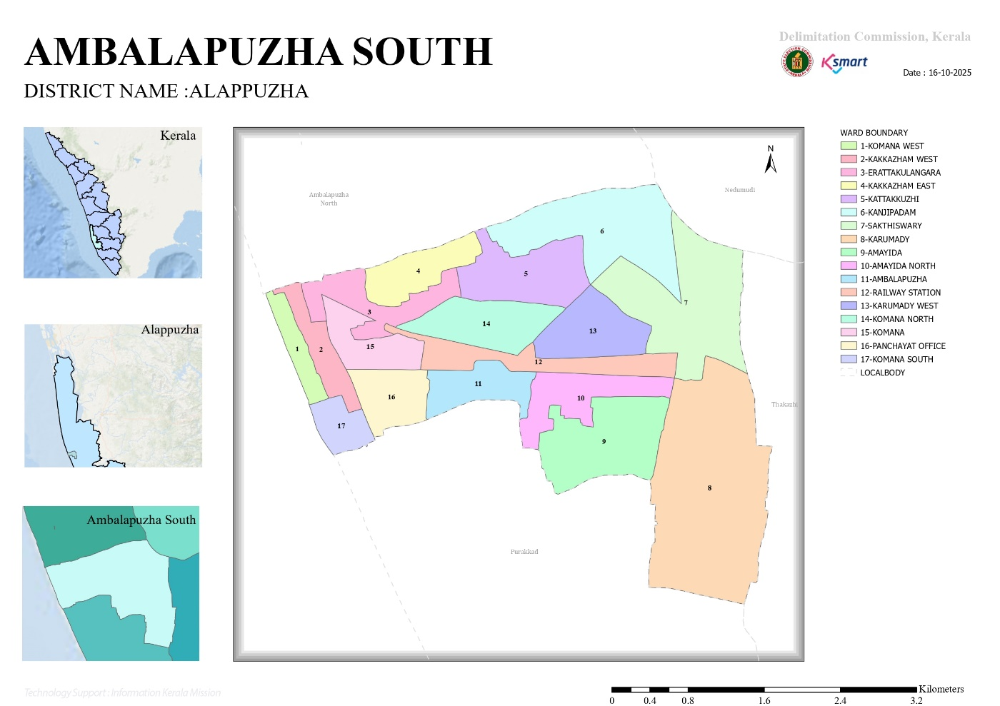 AMBALAPUZHA SOUTH
DISTRICT NAME :ALAPPUZHA
Delimitation Commission, Kerala
Ksmart
Date : 16-10-2025
Kerala
Alappuzha
Ambalapuzha South
N
Ambalapuzha
North
Nedumudi
Thakazhi
Purakkad
6
4
5
7
3
14
13
1
2
15
12
11
16
10
17
9
8
WARD BOUNDARY
1-KOMANA WEST
2-KAKKAZHAM WEST
3-ERATTAKULANGARA
4-KAKKAZHAM EAST
5-KATTAKKUZHI
6-KANJIPADAM
7-SAKTHISWARY
8-KARUMADY
9-AMAYIDA
10-AMAYIDA NORTH
11-AMBALAPUZHA
12-RAILWAY STATION
13-KARUMADY WEST
14-KOMANA NORTH
15-KOMANA
16-PANCHAYAT OFFICE
17-KOMANA SOUTH
LOCALBODY
Technology Support : Information Kerala Mission
Kilometers
0 0.4 0.8 1.6 2.4 3.2